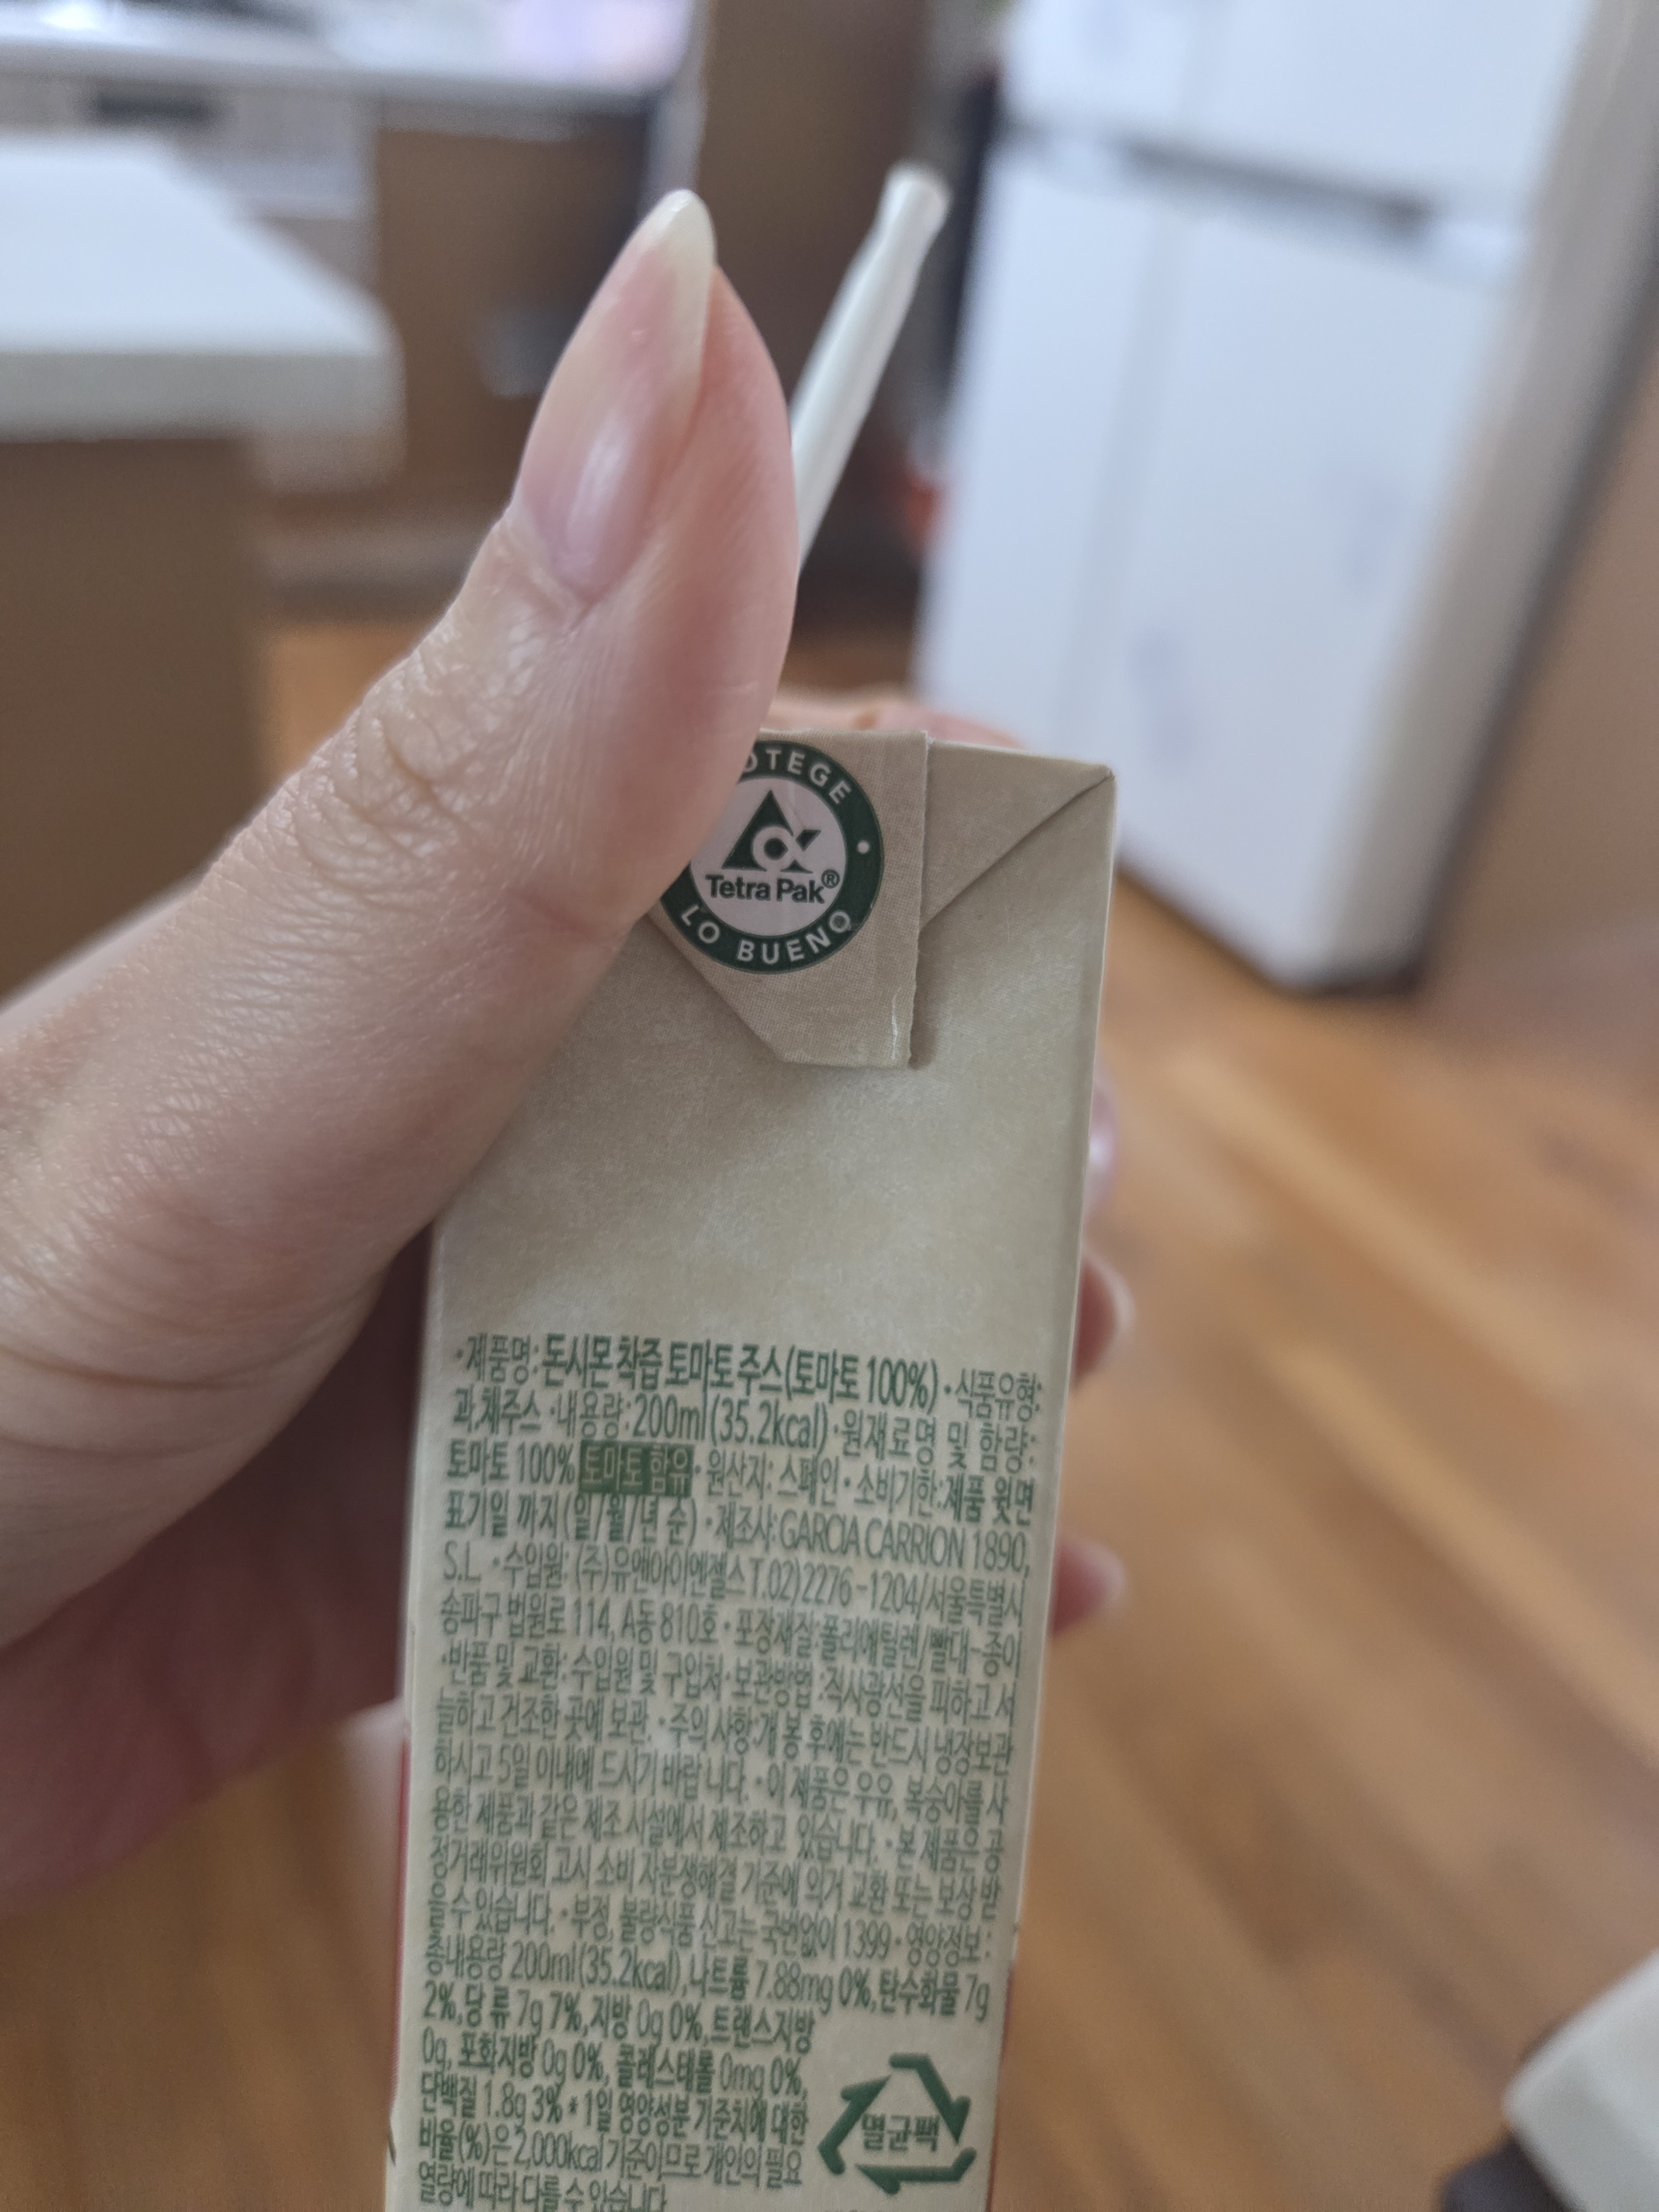 OTEGE
Tetra Pak®
LO BUENO
·제품명: 돈시몬 착즙 토마토 주스(토마토 100%) ·식품유형:
과.채주스 ·내용량:200ml(35.2kcal) ·원재료명 및 함량:
토마토 100% 토마토 함유 ·원산지: 스페인 ·소비기한:제품 윗면
표기일 까지(일/월/년 순) ·제조사:GARCIA CARRION 1890,
S.L. ·수입원: (주)유앤아이엔젤스 T.02)2276-1204/서울특별시
송파구 법원로 114, A동 810호 ·포장재질:폴리에틸렌/빨대-종이
·반품 및 교환: 수입원 및 구입처 ·보관방법 :직사광선을 피하고 서
늘하고 건조한 곳에 보관. ·주의사항:개봉 후에는 반드시 냉장보관
하시고 5일 이내에 드시기 바랍니다. ·이 제품은 우유, 복숭아를 사
용한 제품과 같은 제조 시설에서 제조하고 있습니다. ·본 제품은 공
정거래위원회 고시 소비자분쟁해결 기준에 의거 교환 또는 보상 받
을 수 있습니다. ·부정, 불량식품 신고는 국번없이 1399 ·영양정보:
총내용량 200ml(35.2kcal),나트륨 7.88mg 0%,탄수화물 7g
2%,당류 7g 7%,지방 0g 0%,트랜스지방
0g, 포화지방 0g 0%, 콜레스테롤 0mg 0%,
단백질 1.8g 3% * 1일 영양성분 기준치에 대한
비율(%)은 2,000kcal 기준이므로 개인의 필요
열량에 따라 다를 수 있습니다.
멸균팩